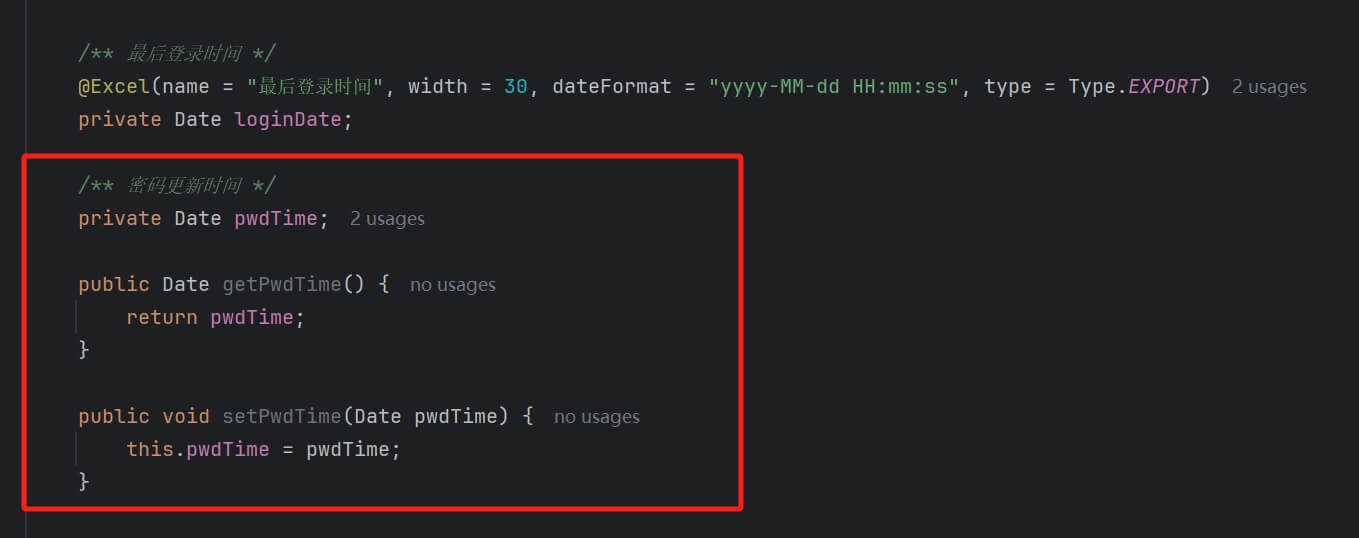 /** 最后登录时间 */
@Excel(name = "最后登录时间", width = 30, dateFormat = "yyyy-MM-dd HH:mm:ss", type = Type.EXPORT) 2 usages
private Date loginDate;
/** 密码更新时间 */
private Date pwdTime; 2 usages
public Date getPwdTime() { no usages
return pwdTime;
}
public void setPwdTime(Date pwdTime) { no usages
this.pwdTime = pwdTime;
}